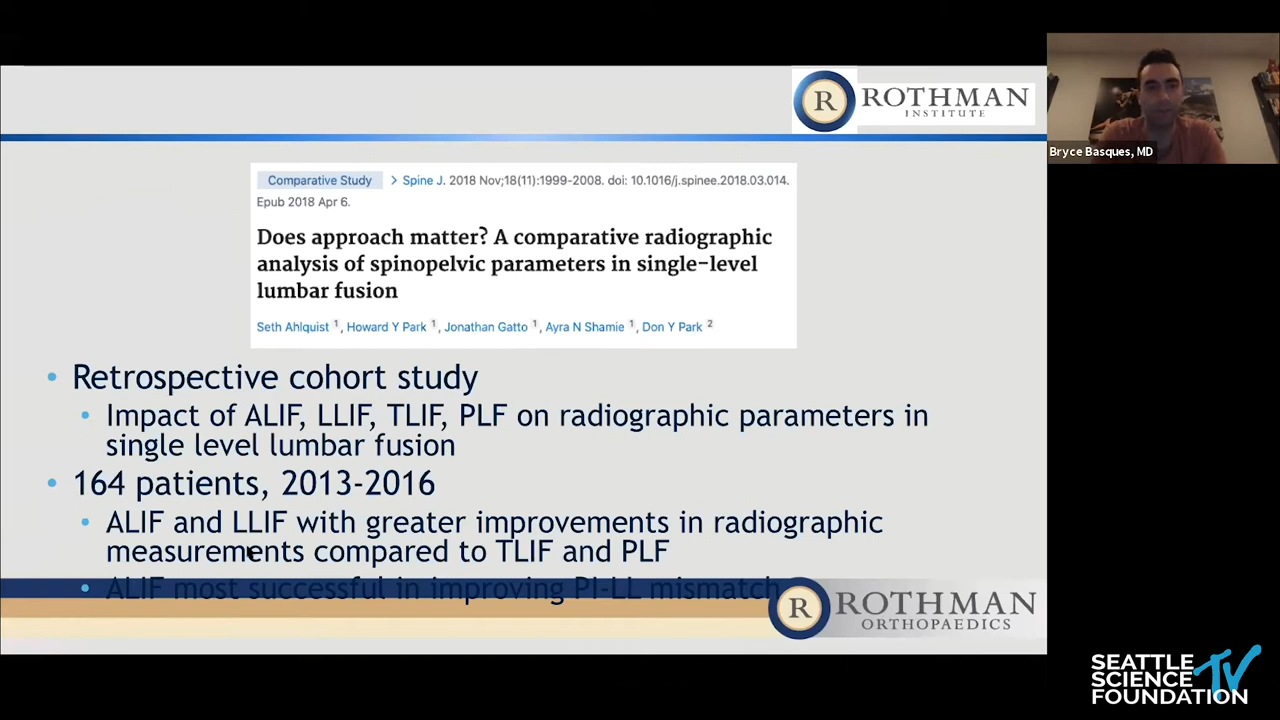 R ROTHMAN
INSTITUTE
Bryce Basques, MD
Comparative Study > Spine J. 2018 Nov;18(11):1999-2008. doi: 10.1016/j.spinee.2018.03.014.
Epub 2018 Apr 6.
Does approach matter? A comparative radiographic
analysis of spinopelvic parameters in single-level
lumbar fusion
Seth Ahlquist 1, Howard Y Park 1, Jonathan Gatto 1, Ayra N Shamie 1, Don Y Park 2
• Retrospective cohort study
• Impact of ALIF, LLIF, TLIF, PLF on radiographic parameters in
single level lumbar fusion
• 164 patients, 2013-2016
• ALIF and LLIF with greater improvements in radiographic
measurements compared to TLIF and PLF
• ALIF most successful in improving PI-LL mismatch
R ROTHMAN
ORTHOPAEDICS
SEATTLE
SCIENCE TV
FOUNDATION